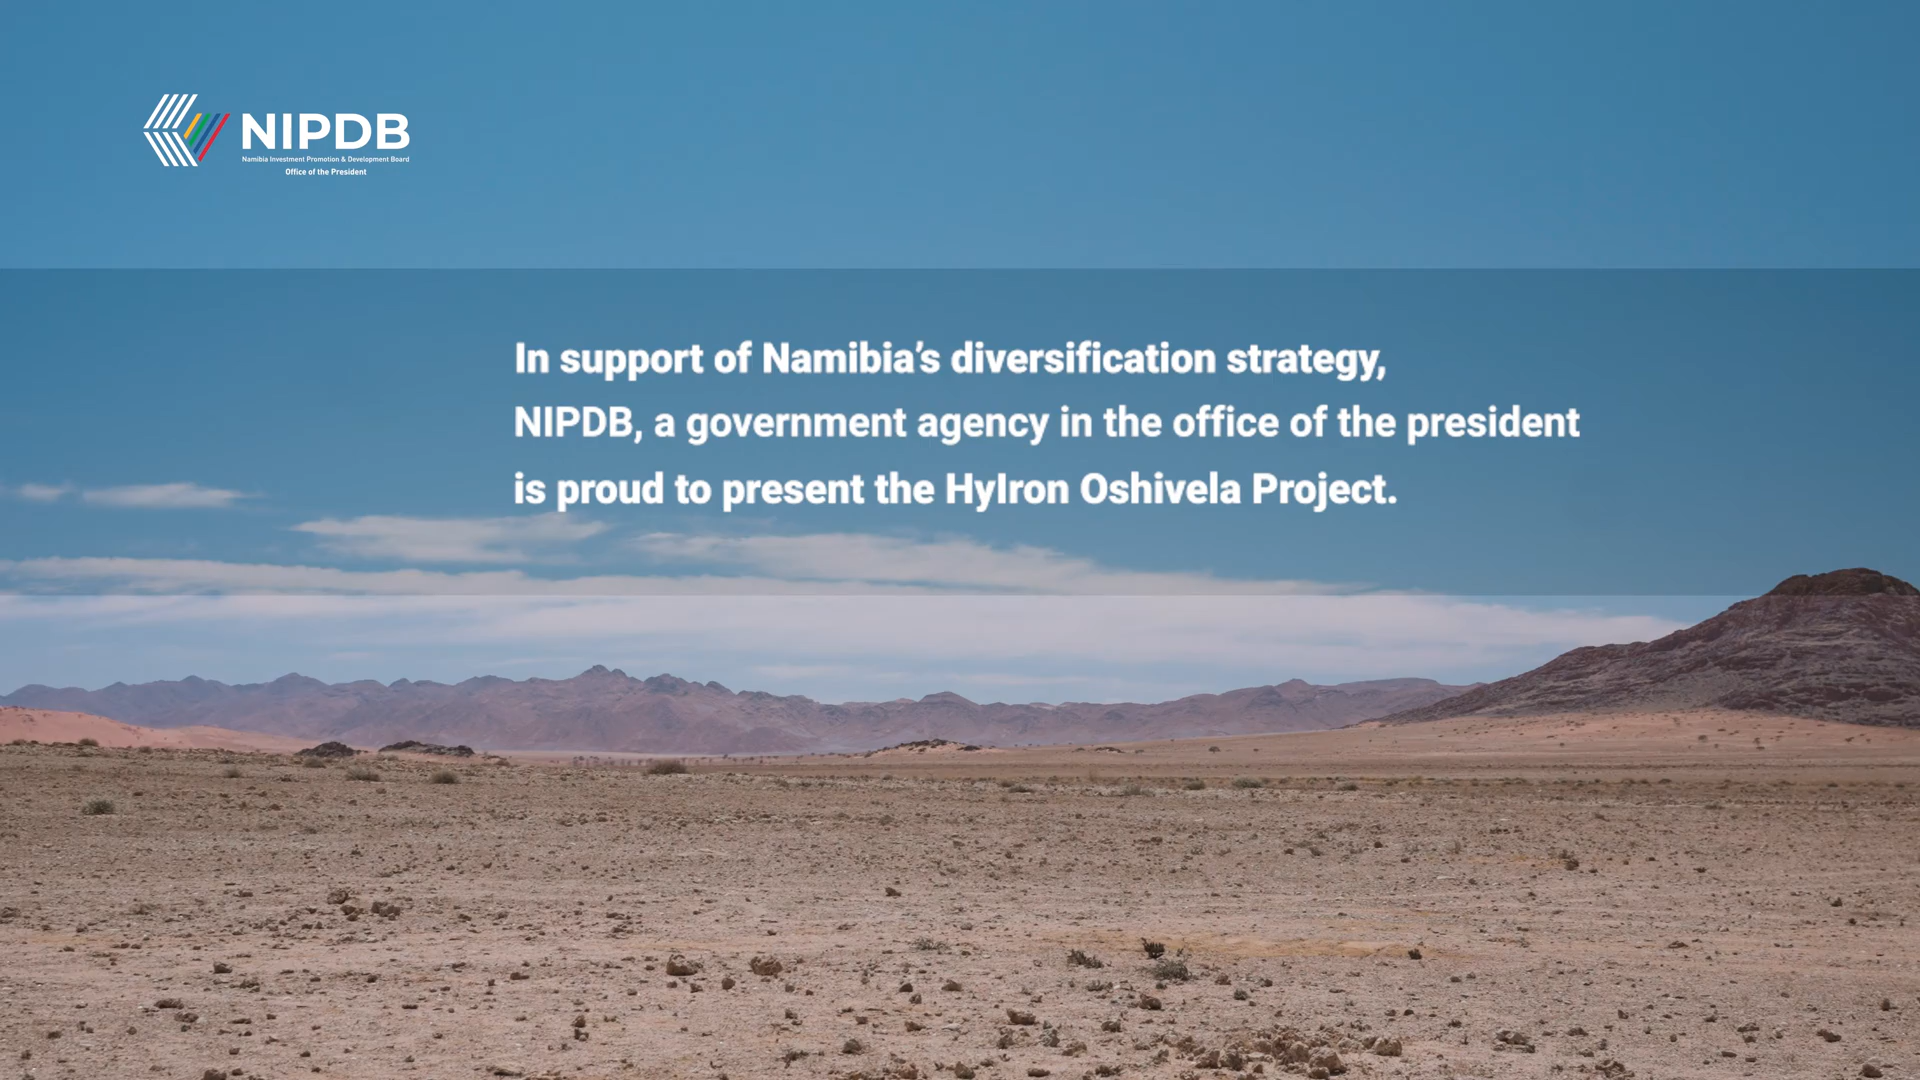 NIPDB
Namibia Investment Promotion & Development Board
Office of the President
In support of Namibia’s diversification strategy,
NIPDB, a government agency in the office of the president
is proud to present the HyIron Oshivela Project.